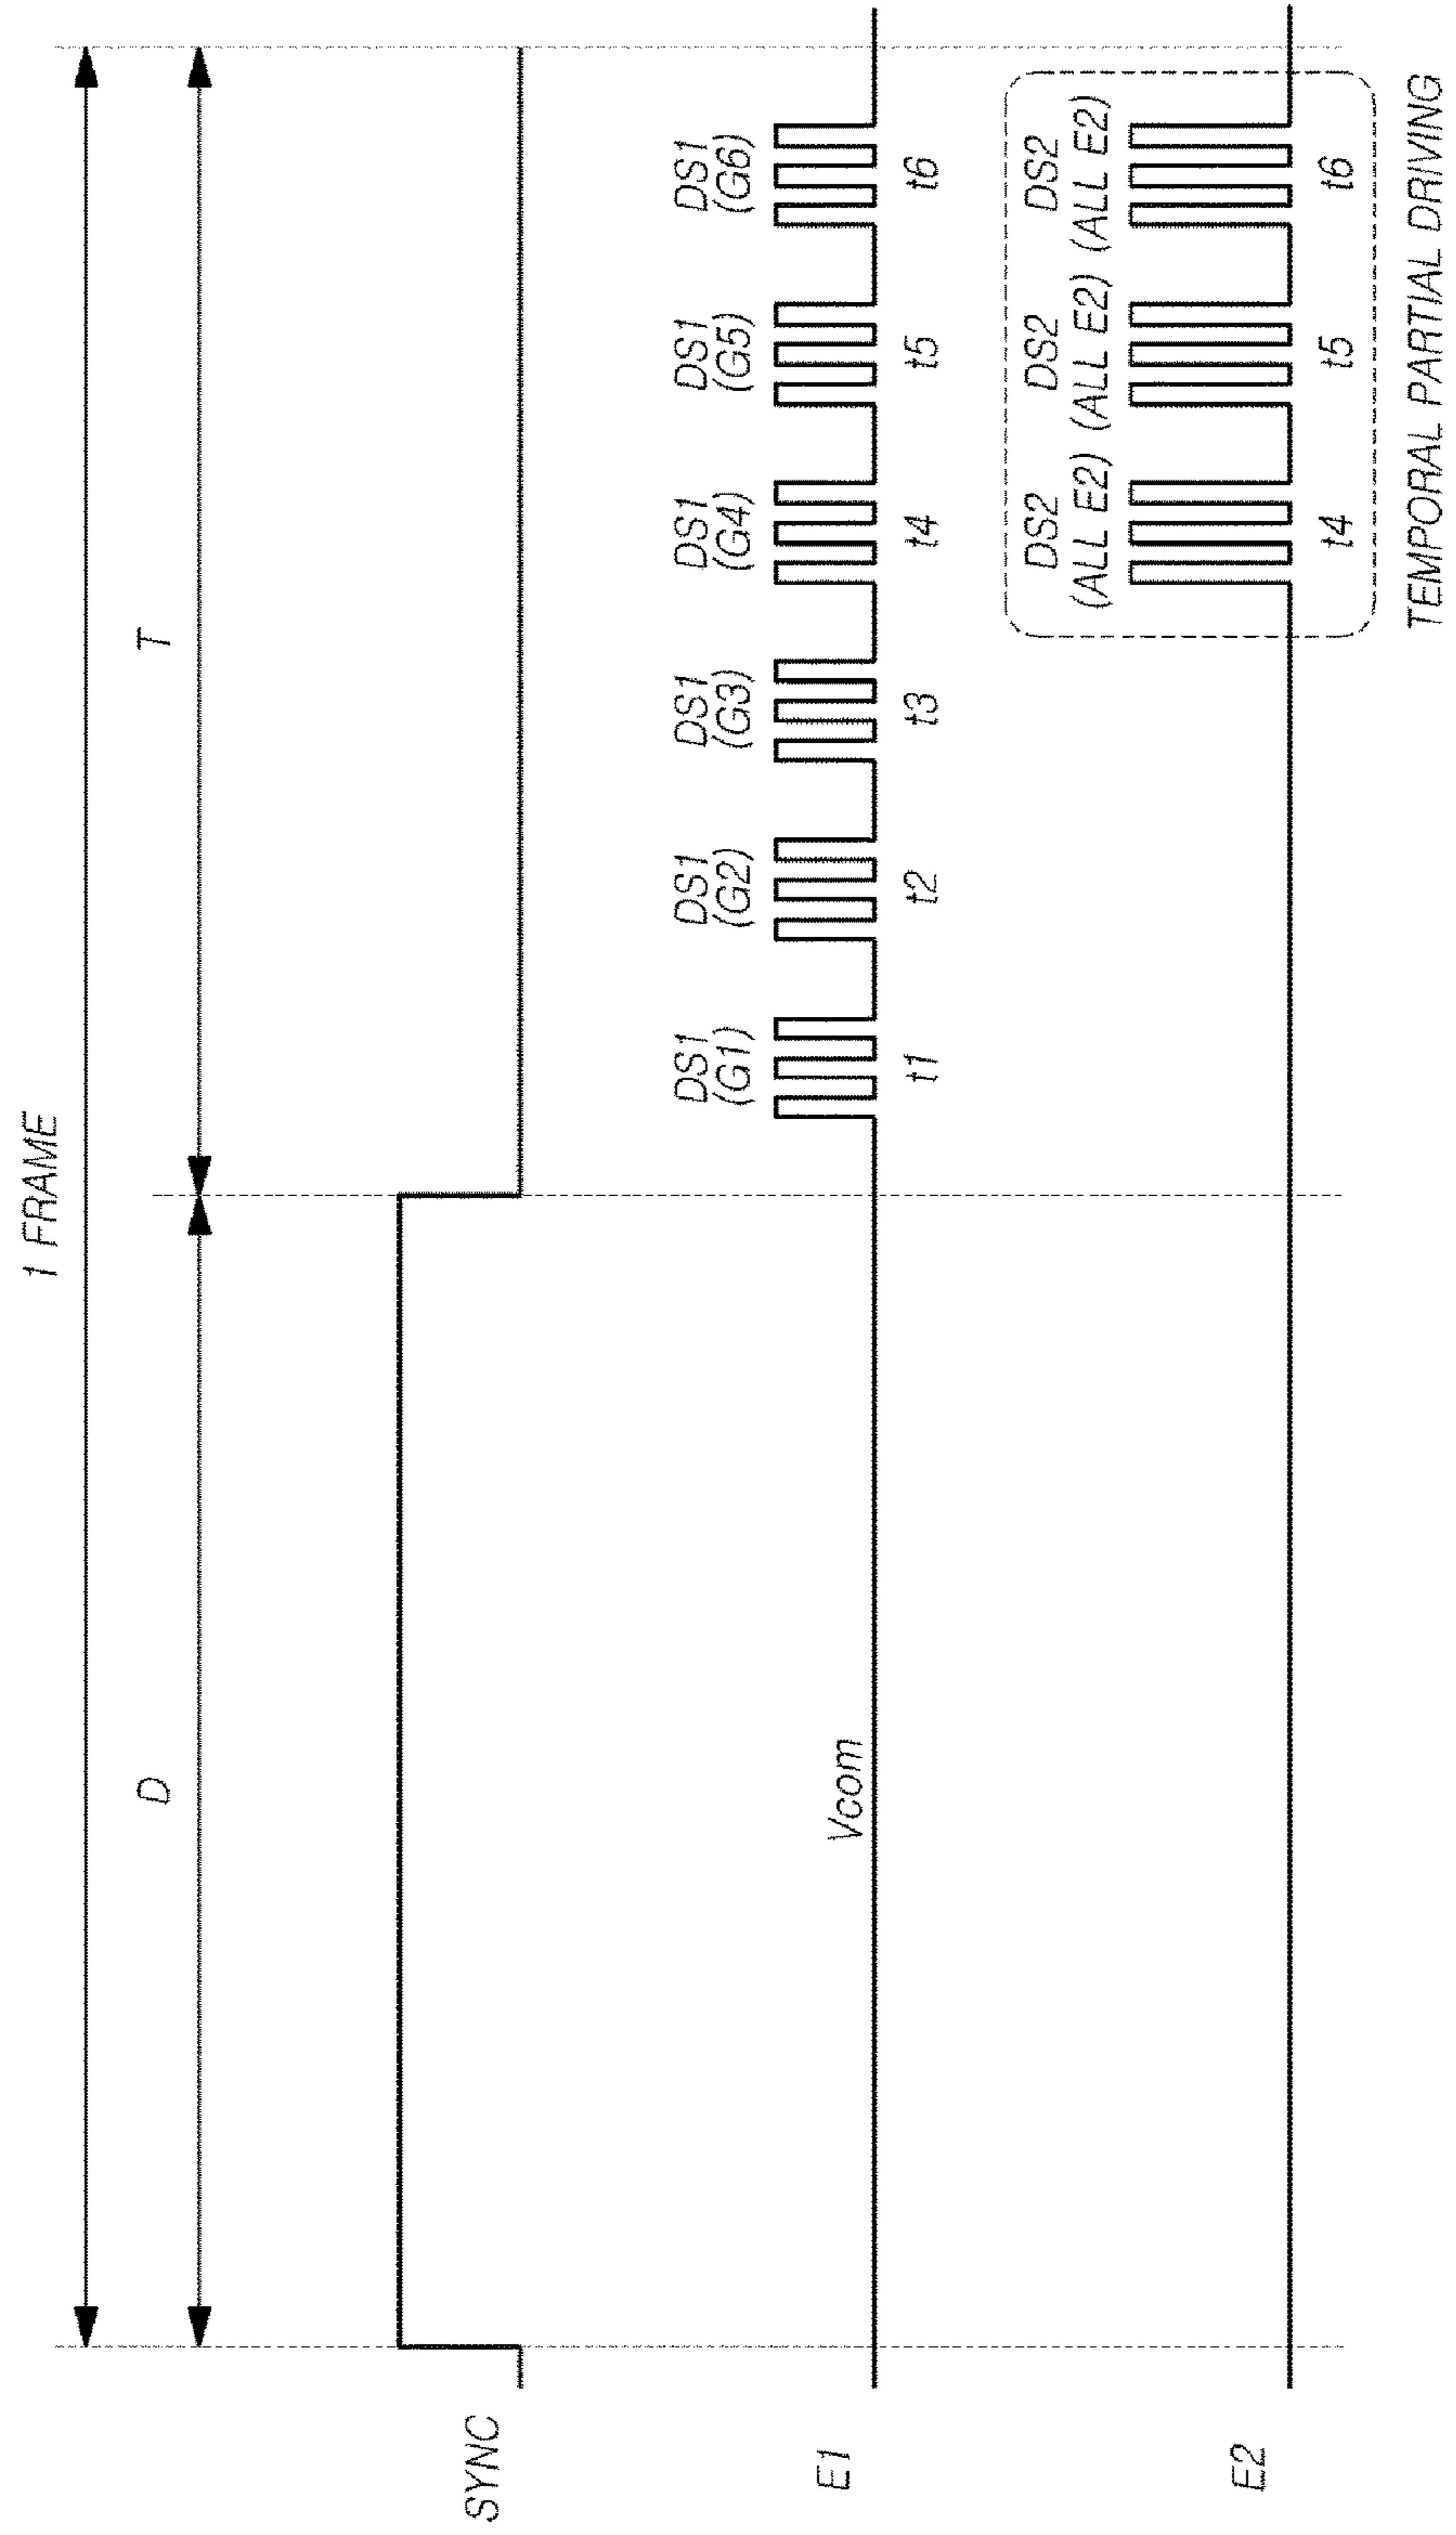 1 FRAME
D
T
SYNC
E1
Vcom
DS1
(G1)
DS1
(G2)
DS1
(G3)
DS1
(G4)
DS1
(G5)
DS1
(G6)
t1
t2
t3
t4
t5
t6
E2
DS2
(ALL E2)
DS2
(ALL E2)
DS2
(ALL E2)
t4
t5
t6
TEMPORAL PARTIAL DRIVING